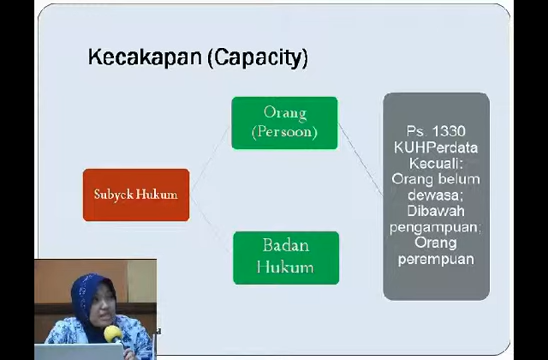 Kecakapan (Capacity)
Orang
(Persoon)
Subyek Hukum
Badan
Hukum
Ps. 1330
KUHPerdata
Kecuali:
Orang belum
dewasa;
Dibawah
pengampuan;
Orang
perempuan